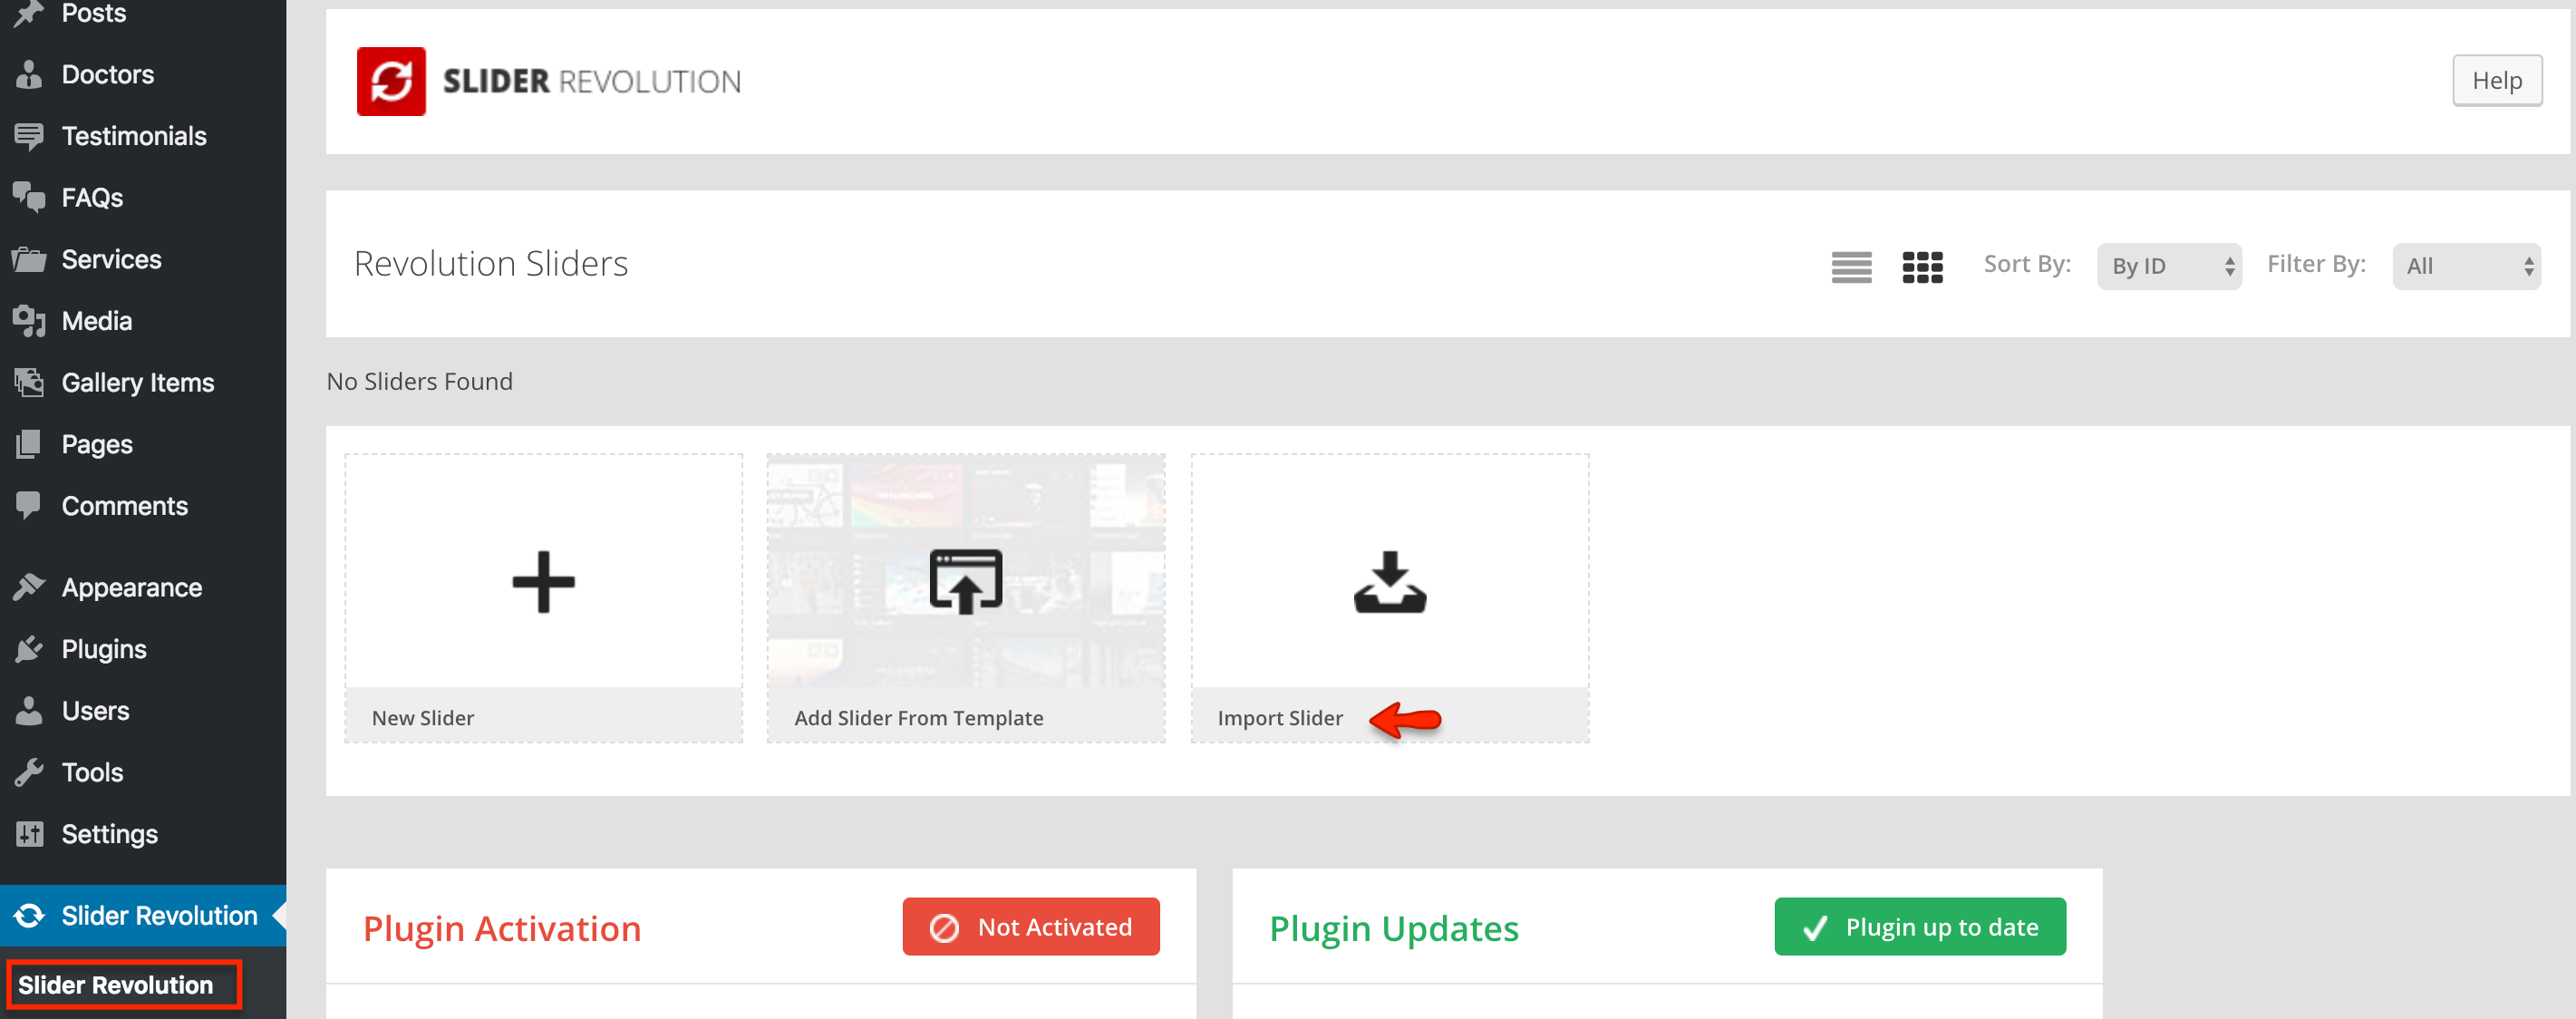 Posts
Doctors
Testimonials
FAQs
Services
Media
Gallery Items
Pages
Comments
Appearance
Plugins
Users
Tools
Settings
Slider Revolution
Slider Revolution
SLIDER REVOLUTION
Help
Revolution Sliders
Sort By: By ID Filter By: All
No Sliders Found
New Slider
Add Slider From Template
Import Slider
Plugin Activation
Not Activated
Plugin Updates
Plugin up to date